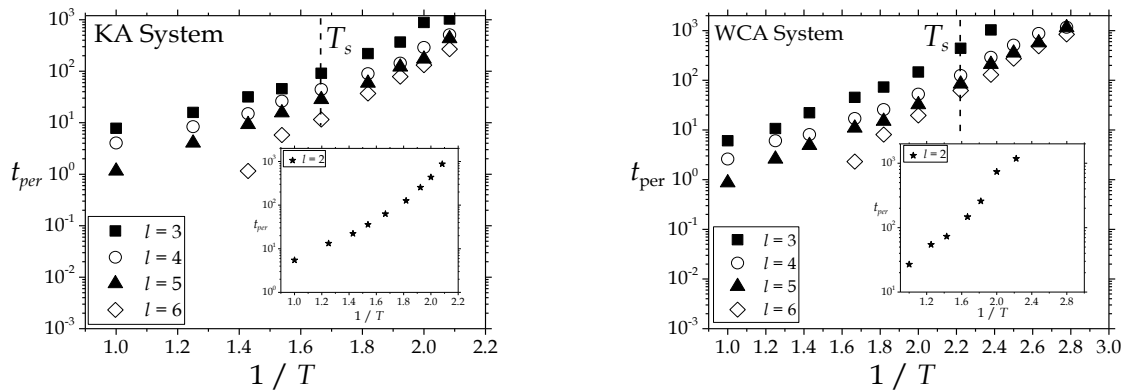 KA System
T_s
10^3
10^2
10^1
10^0
10^-1
10^-2
10^-3
t_per
l = 3
l = 4
l = 5
l = 6
1.0 1.2 1.4 1.6 1.8 2.0 2.2
1 / T
l = 2
10^3
10^2
10^1
10^0
t_per
1.0 1.2 1.4 1.6 1.8 2.0 2.2
1 / T
WCA System
T_s
10^3
10^2
10^1
10^0
10^-1
10^-2
10^-3
t_per
l = 3
l = 4
l = 5
l = 6
1.0 1.2 1.4 1.6 1.8 2.0 2.2 2.4 2.6 2.8 3.0
1 / T
l = 2
10^3
10^2
10^1
t_per
1.2 1.6 2.0 2.4 2.8
1 / T